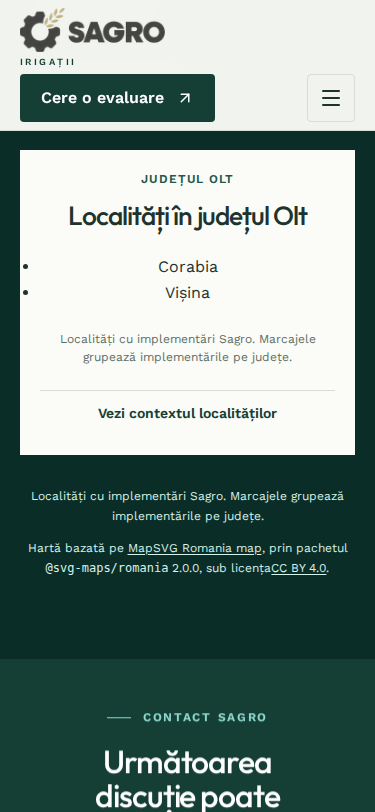 SAGRO
IRIGAȚII
Cere o evaluare
JUDEȚUL OLT
Localități în județul Olt
Corabia
Vișina
Localități cu implementări Sagro. Marcajele
grupează implementările pe județe.
Vezi contextul localităților
Localități cu implementări Sagro. Marcajele grupează
implementările pe județe.
Hartă bazată pe MapSVG Romania map, prin pachetul
@svg-maps/romania 2.0.0, sub licențaCC BY 4.0.
CONTACT SAGRO
Următoarea
discuție poate